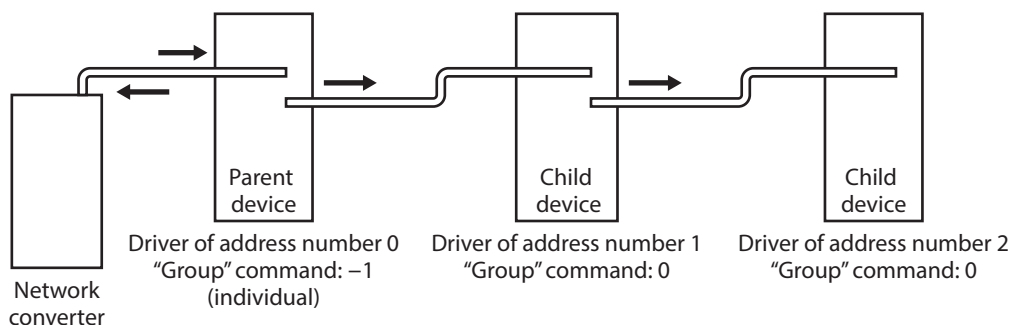 Parent
device
Child
device
Child
device
Driver of address number 0
“Group” command: −1
(individual)
Driver of address number 1
“Group” command: 0
Driver of address number 2
“Group” command: 0
Network
converter